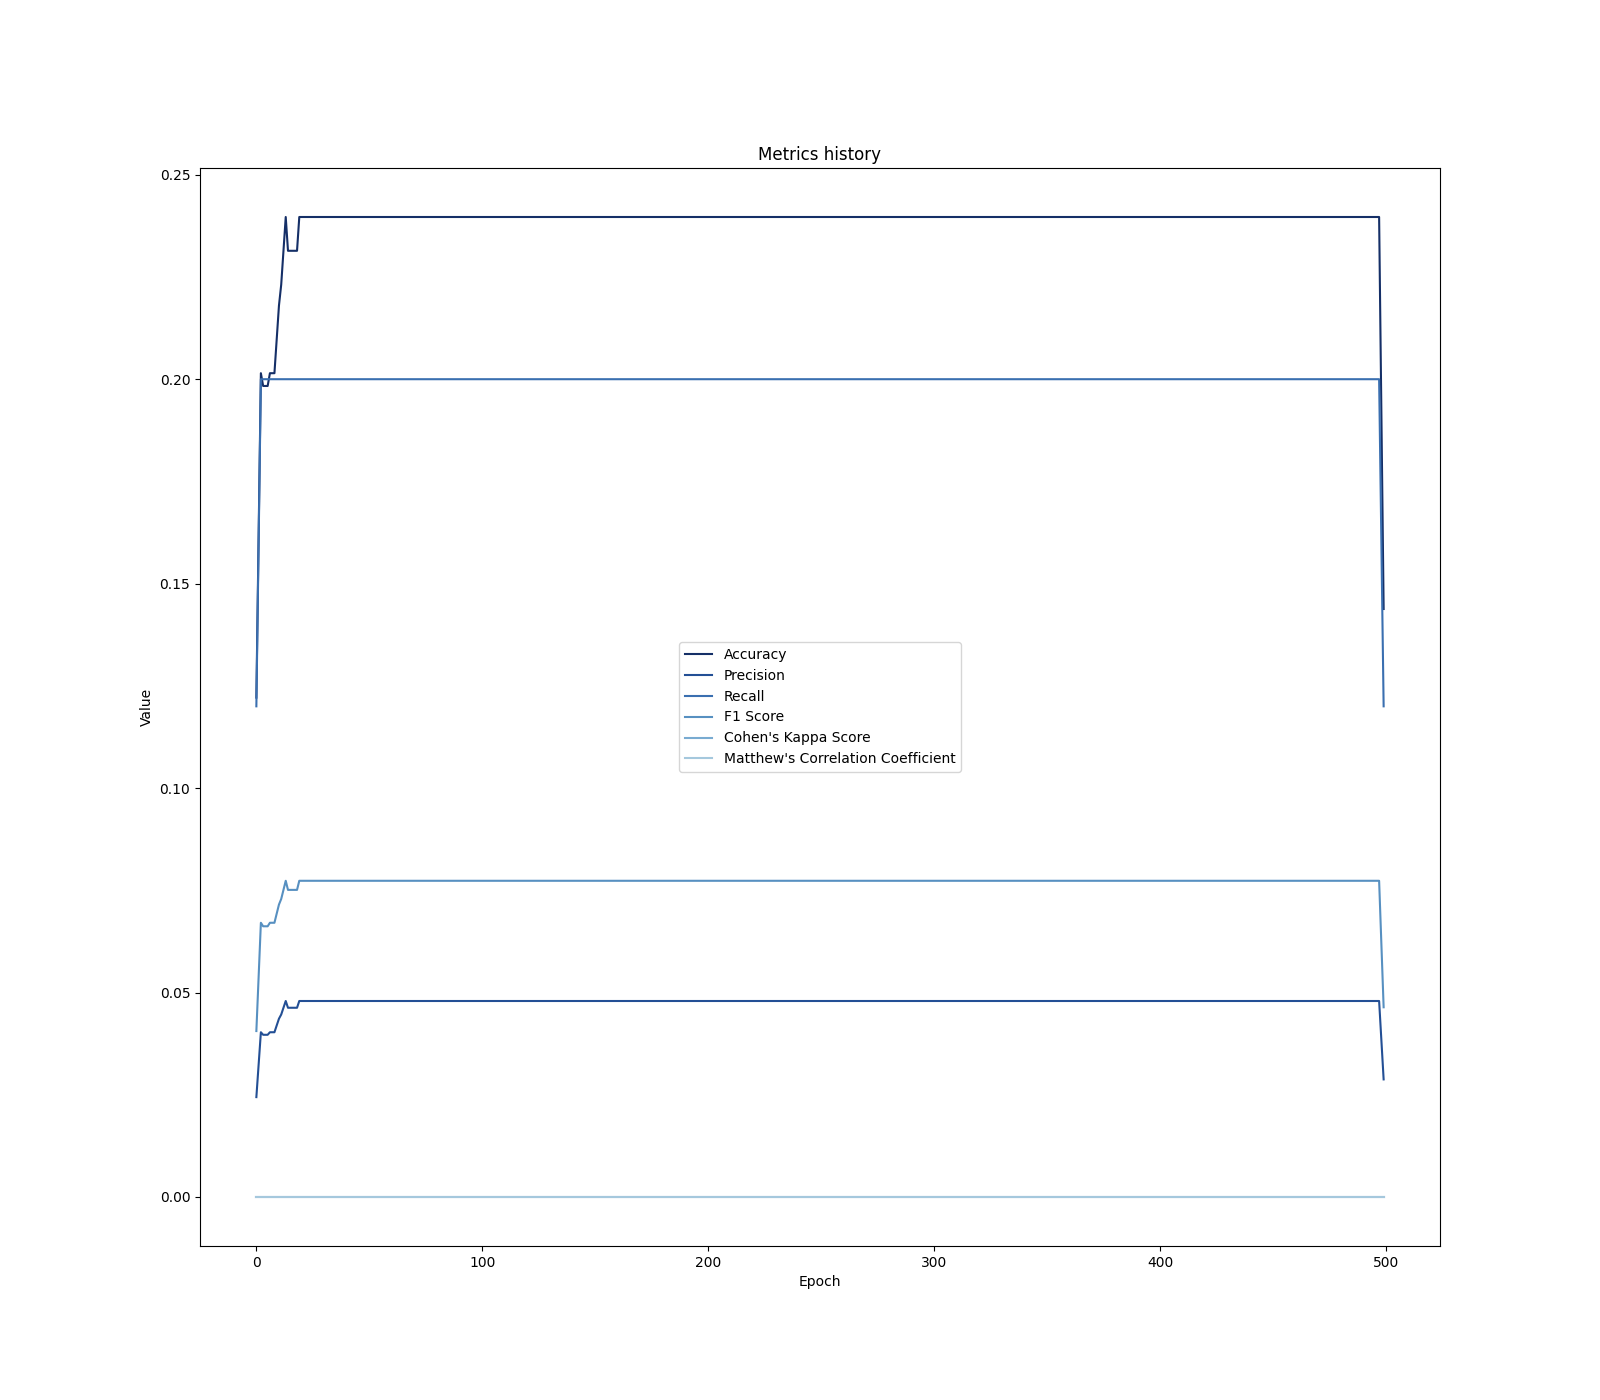 Metrics history
0.25
0.20
0.15
0.10
0.05
0.00
Value
Accuracy
Precision
Recall
F1 Score
Cohen's Kappa Score
Matthew's Correlation Coefficient
0 100 200 300 400 500
Epoch